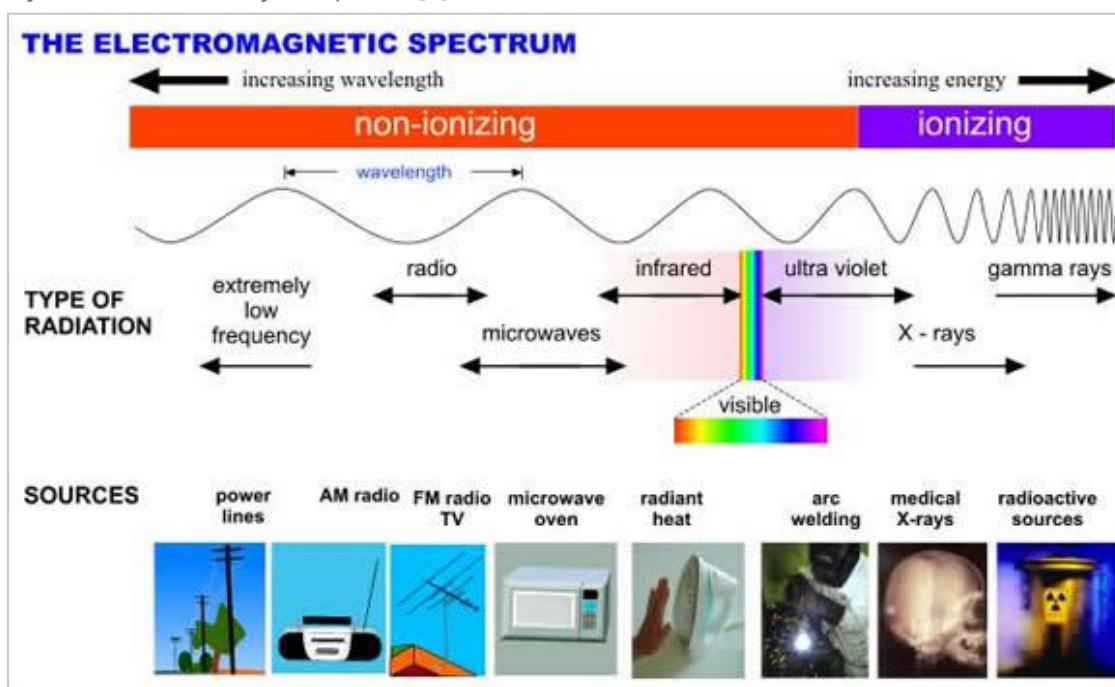 THE ELECTROMAGNETIC SPECTRUM
increasing wavelength
increasing energy
non-ionizing
ionizing
wavelength
TYPE OF
RADIATION
extremely
low
frequency
radio
microwaves
infrared
visible
ultra violet
X - rays
gamma rays
SOURCES
power
lines
AM radio
FM radio
TV
microwave
oven
radiant
heat
arc
welding
medical
X-rays
radioactive
sources